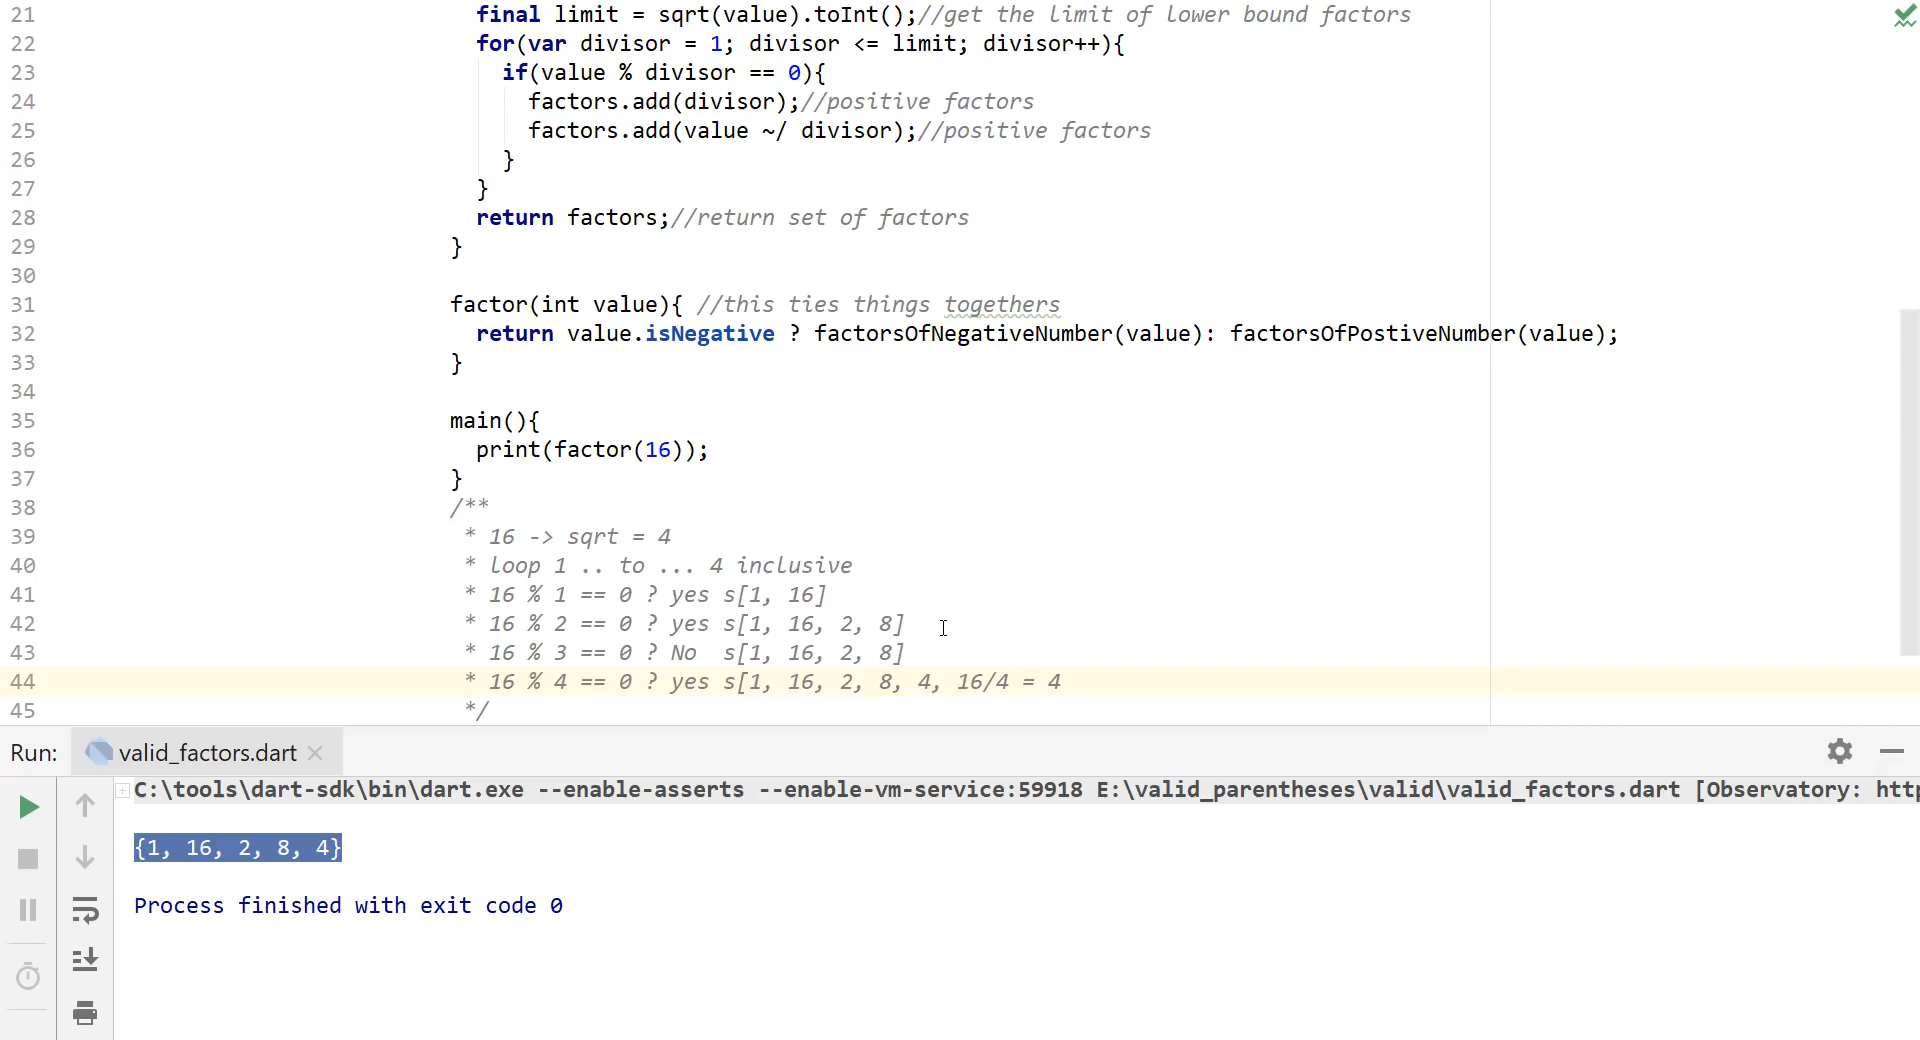 21 final limit = sqrt(value).toInt();//get the limit of lower bound factors
22 for(var divisor = 1; divisor <= limit; divisor++){
23 if(value % divisor == 0){
24 factors.add(divisor);//positive factors
25 factors.add(value ~/ divisor);//positive factors
26 }
27 }
28 return factors;//return set of factors
29 }
30
31 factor(int value){ //this ties things togethers
32 return value.isNegative ? factorsOfNegativeNumber(value): factorsOfPostiveNumber(value);
33 }
34
35 main(){
36 print(factor(16));
37 }
38 /**
39 * 16 -> sqrt = 4
40 * loop 1 .. to ... 4 inclusive
41 * 16 % 1 == 0 ? yes s[1, 16]
42 * 16 % 2 == 0 ? yes s[1, 16, 2, 8]
43 * 16 % 3 == 0 ? No  s[1, 16, 2, 8]
44 * 16 % 4 == 0 ? yes s[1, 16, 2, 8, 4, 16/4 = 4
45 */
Run: valid_factors.dart
C:\tools\dart-sdk\bin\dart.exe --enable-asserts --enable-vm-service:59918 E:\valid_parentheses\valid\valid_factors.dart [Observatory: http
{1, 16, 2, 8, 4}
Process finished with exit code 0